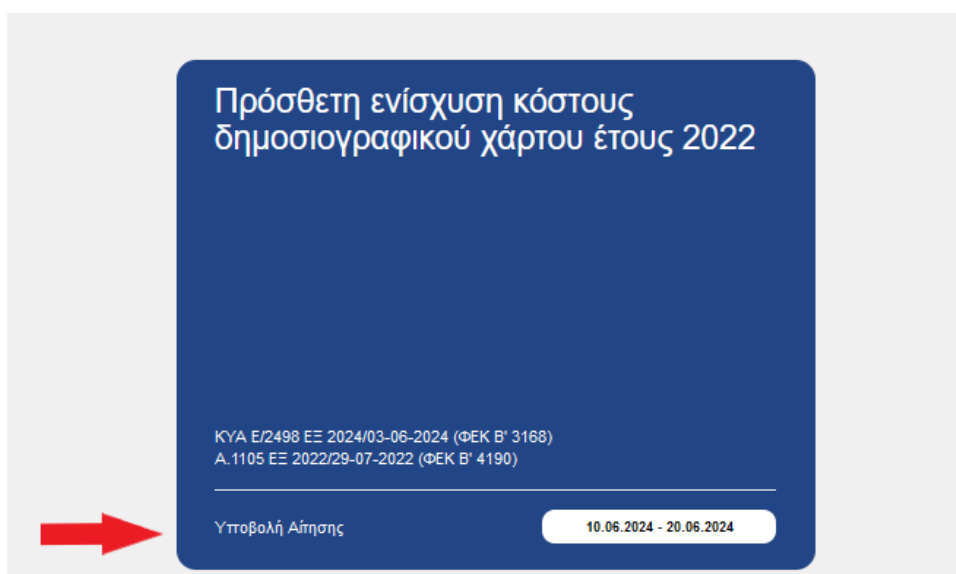 Πρόσθετη ενίσχυση κόστους
δημοσιογραφικού χάρτου έτους 2022
ΚΥΑ Ε/2498 ΕΞ 2024/03-06-2024 (ΦΕΚ Β' 3168)
Α.1105 ΕΞ 2022/29-07-2022 (ΦΕΚ Β' 4190)
Υποβολή Αίτησης
10.06.2024 - 20.06.2024